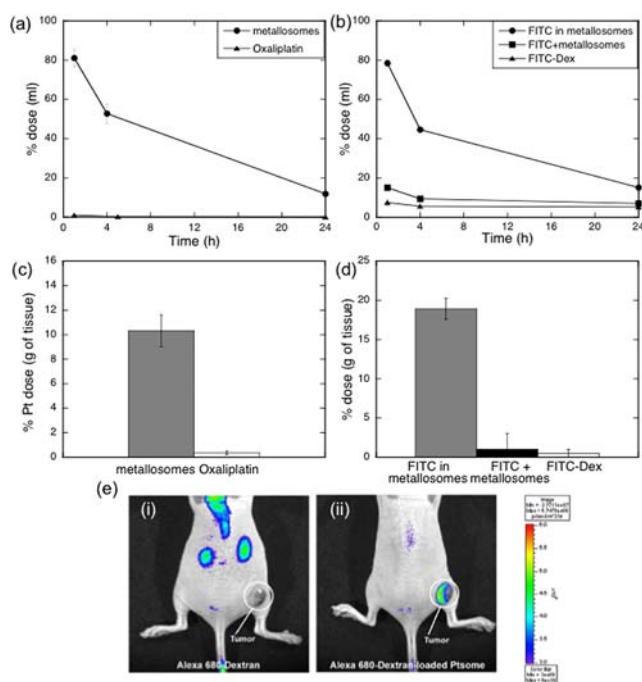 (a)
metallosomes
Oxaliplatin
100
80
60
40
20
0
% dose (ml)
0 4 8 12 16 20 24
Time (h)
(b)
FITC in metallosomes
FITC+metallosomes
FITC-Dex
100
80
60
40
20
0
% dose (ml)
0 4 8 12 16 20 24
Time (h)
(c)
16
14
12
10
8
6
4
2
0
% Pt dose (g of tissue)
metallosomes Oxaliplatin
(d)
25
20
15
10
5
0
% dose (g of tissue)
FITC in metallosomes
FITC + metallosomes
FITC-Dex
(e)
(i)
Tumor
Alexa 680-Dextran
(ii)
Tumor
Alexa 680-Dextran-loaded Ptsome
Image